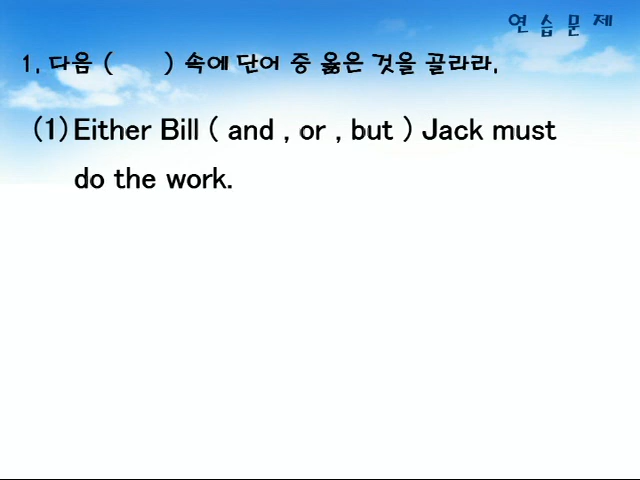 연 습 문 제
1. 다음 (      ) 속에 단어 중 옳은 것을 골라라.
(1) Either Bill ( and , or , but ) Jack must
do the work.